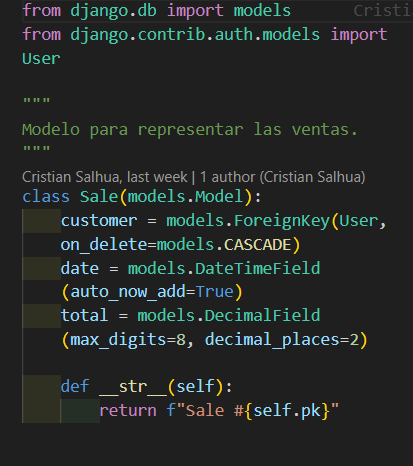 from django.db import models Cristi
from django.contrib.auth.models import
User
"""
Modelo para representar las ventas.
"""
Cristian Salhua, last week | 1 author (Cristian Salhua)
class Sale(models.Model):
customer = models.ForeignKey(User,
on_delete=models.CASCADE)
date = models.DateTimeField
(auto_now_add=True)
total = models.DecimalField
(max_digits=8, decimal_places=2)
def __str__(self):
return f"Sale #{self.pk}"